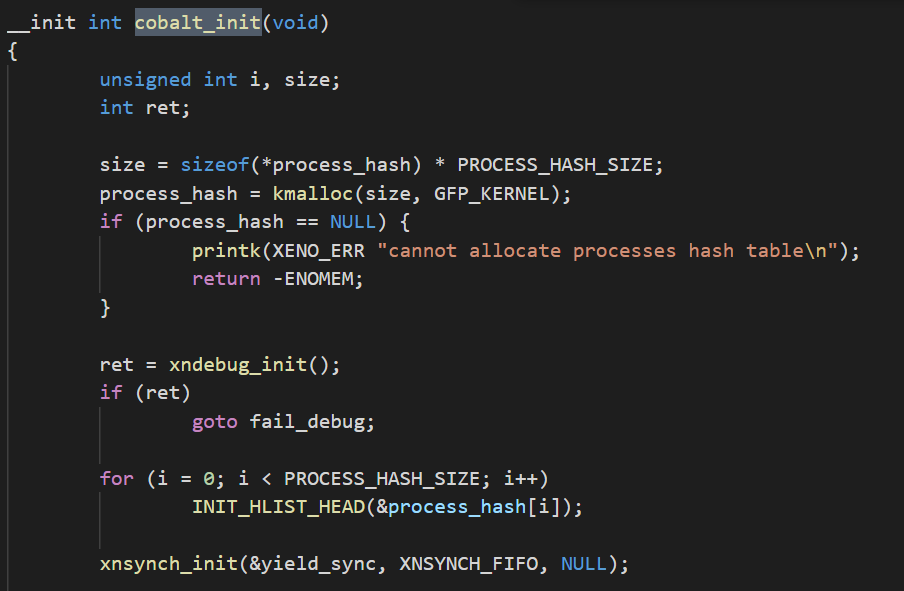 __init int cobalt_init(void)
{
        unsigned int i, size;
        int ret;

        size = sizeof(*process_hash) * PROCESS_HASH_SIZE;
        process_hash = kmalloc(size, GFP_KERNEL);
        if (process_hash == NULL) {
                printk(XENO_ERR "cannot allocate processes hash table\n");
                return -ENOMEM;
        }

        ret = xndebug_init();
        if (ret)
                goto fail_debug;

        for (i = 0; i < PROCESS_HASH_SIZE; i++)
                INIT_HLIST_HEAD(&process_hash[i]);

        xnsynch_init(&yield_sync, XNSYNCH_FIFO, NULL);